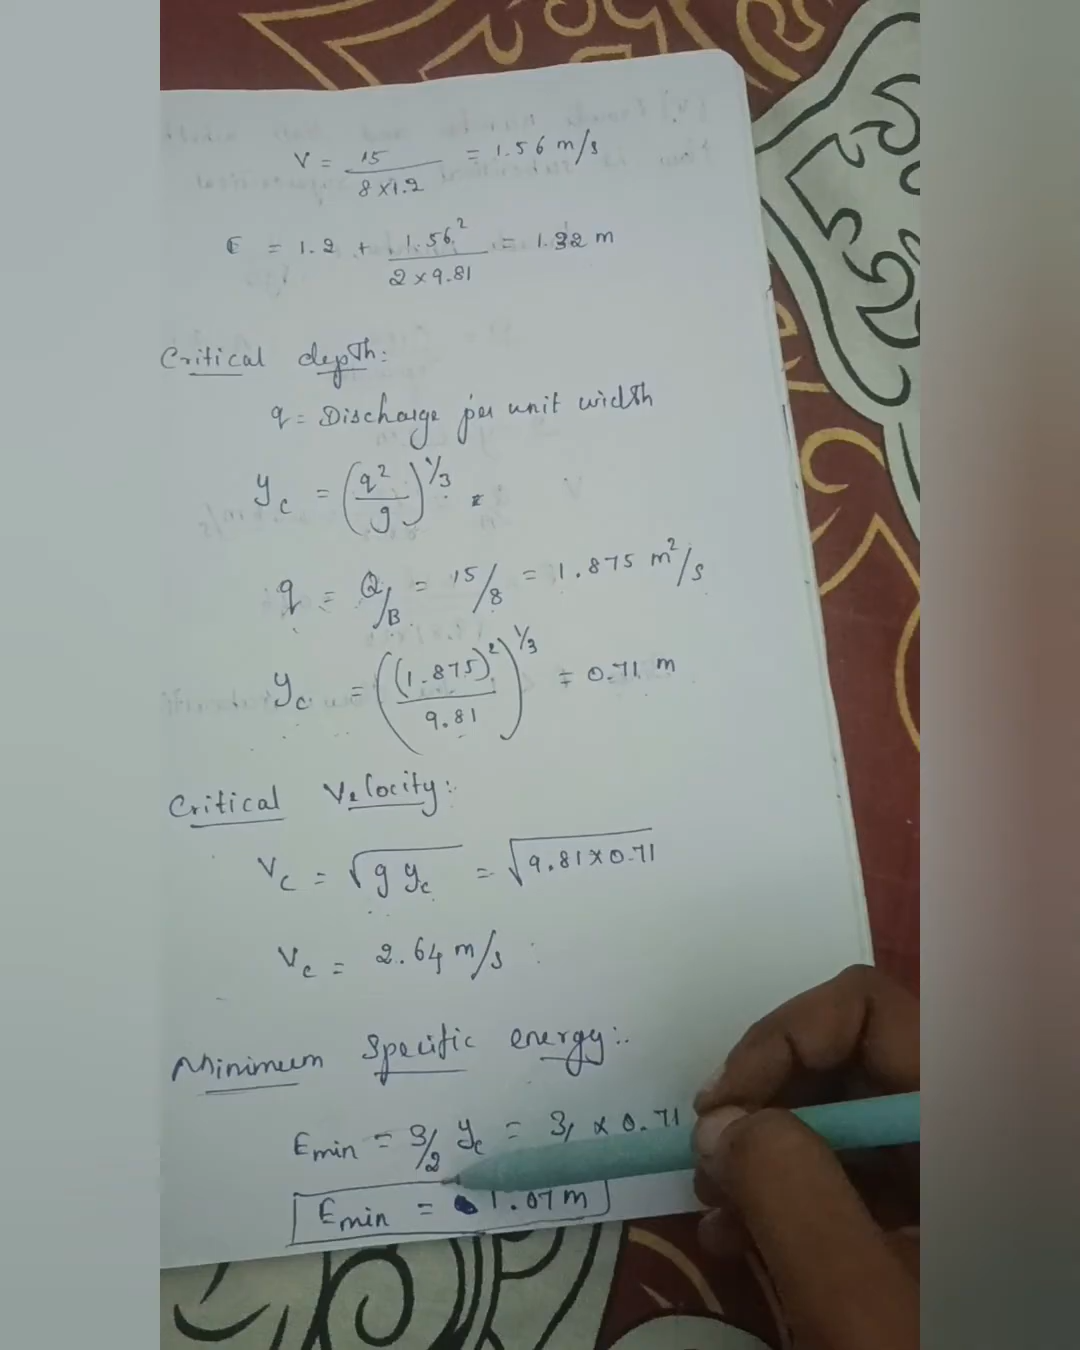 V = 15 / 8×1.2 = 1.56 m/s
E = 1.2 + 1.56² / 2×9.81 = 1.32 m
Critical depth:
q = Discharge per unit width
y_c = (q²/g)^1/3 =
q = Q/B = 15/8 = 1.875 m²/s
y_c = ((1.875)²/9.81)^1/3 = 0.71 m
Critical Velocity:
V_c = √g y_c = √9.81×0.71
V_c = 2.64 m/s
Minimum Specific energy:
E_min = 3/2 y_c = 3/ × 0.71
E_min = 1.07 m